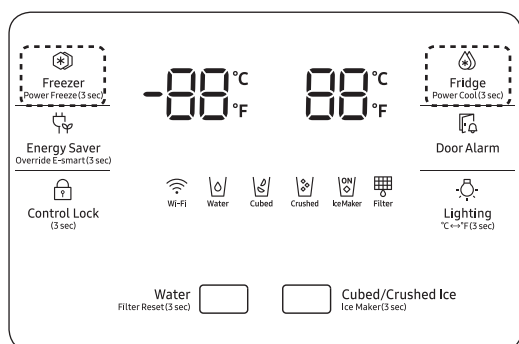 Freezer
Power Freeze(3 sec)
-88 °C
°F
88 °C
°F
Fridge
Power Cool(3 sec)
Energy Saver
Override E-smart(3 sec)
Door Alarm
Control Lock
(3 sec)
Wi-Fi
Water
Cubed
Crushed
ON
Ice Maker
Filter
Lighting
°C↔°F(3 sec)
Water
Filter Reset(3 sec)
Cubed/Crushed Ice
Ice Maker(3 sec)